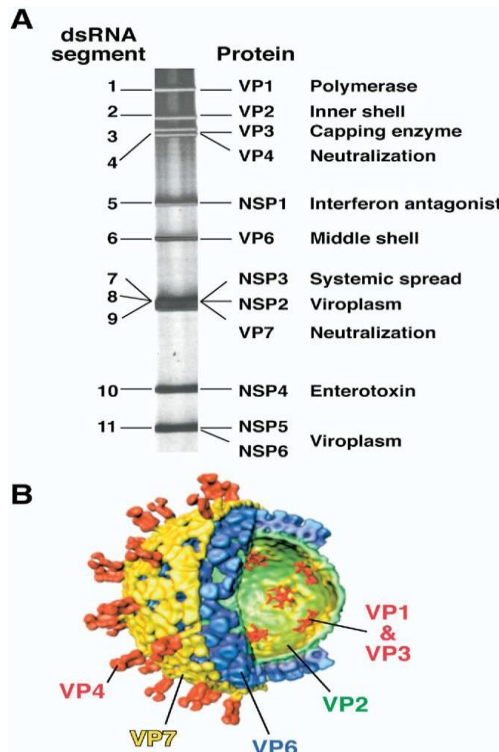 A
dsRNA
segment
Protein
1 VP1 Polymerase
2 VP2 Inner shell
3 VP3 Capping enzyme
4 VP4 Neutralization
5 NSP1 Interferon antagonist
6 VP6 Middle shell
7 NSP3 Systemic spread
8 NSP2 Viroplasm
9 VP7 Neutralization
10 NSP4 Enterotoxin
11 NSP5
NSP6 Viroplasm
B
VP1
&
VP3
VP4
VP2
VP7
VP6